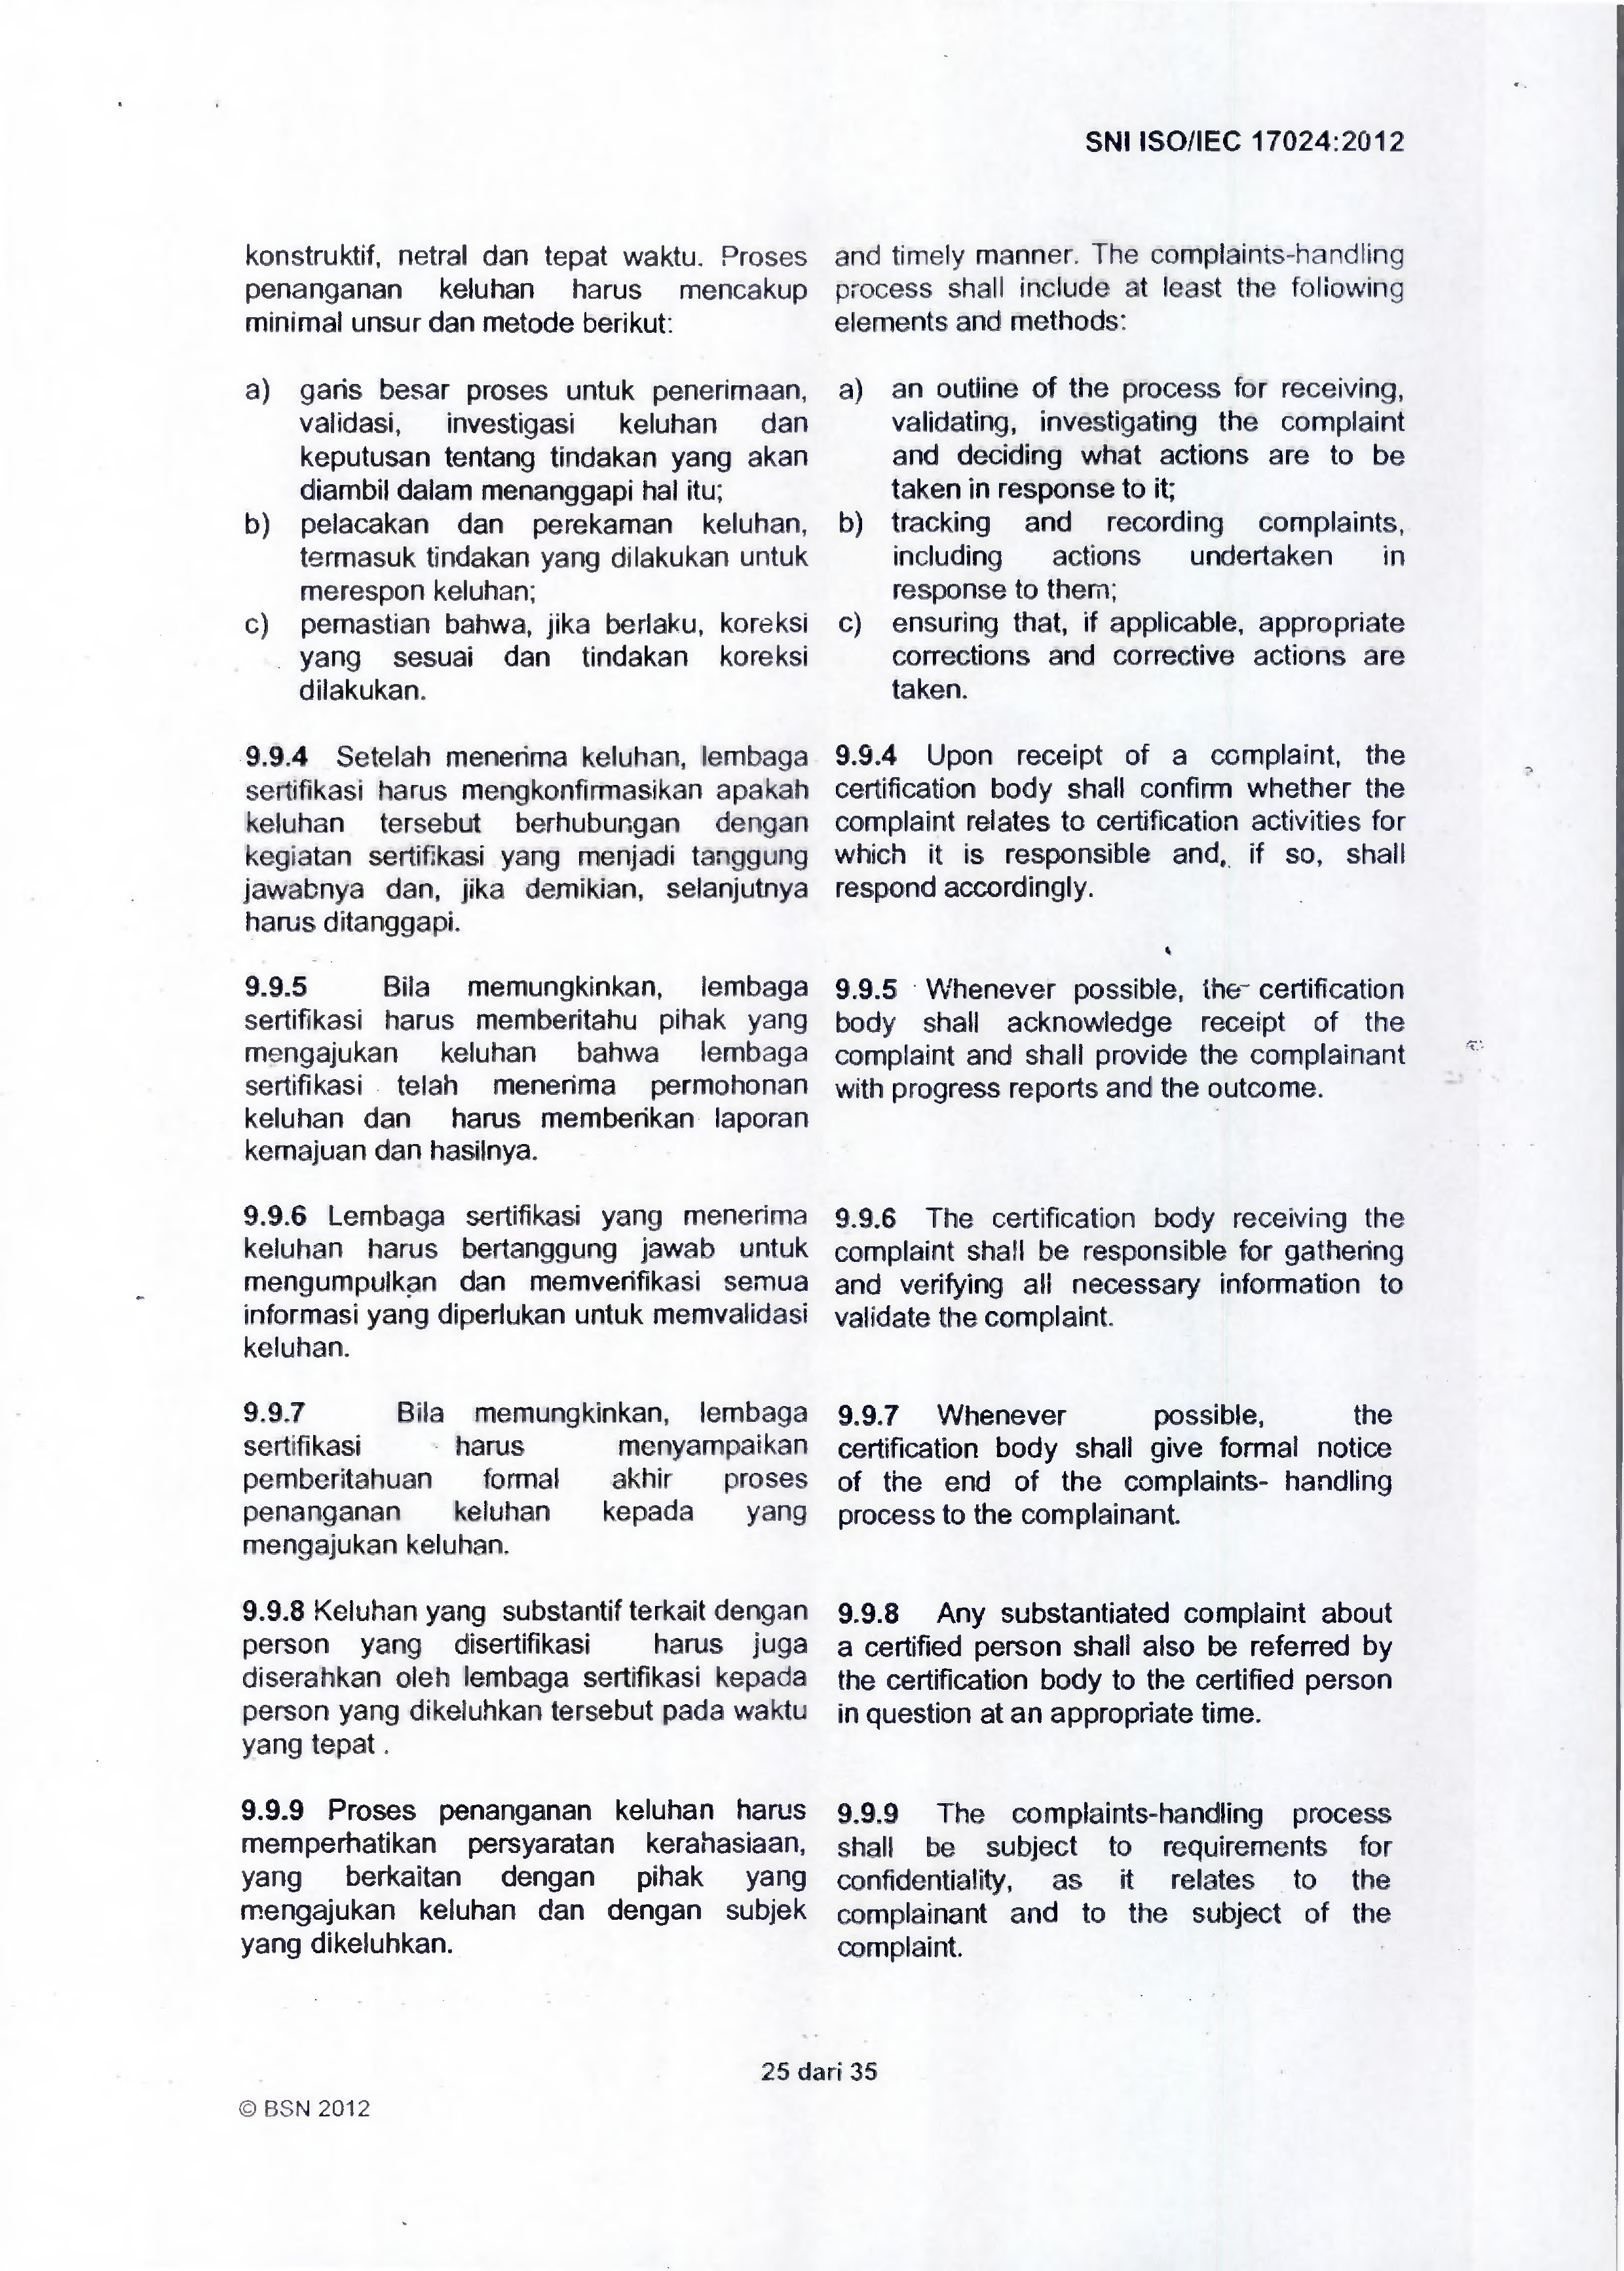 SNI ISO/IEC 17024:2012
konstruktif, netral dan tepat waktu. Proses
penanganan keluhan harus mencakup
minimal unsur dan metode berikut:
a) garis besar proses untuk penerimaan,
validasi, investigasi keluhan dan
keputusan tentang tindakan yang akan
diambil dalam menanggapi hal itu;
b) pelacakan dan perekaman keluhan,
termasuk tindakan yang dilakukan untuk
merespon keluhan;
c) pemastian bahwa, jika berlaku, koreksi
yang sesuai dan tindakan koreksi
dilakukan.
9.9.4 Setelah menerima keluhan, lembaga
sertifikasi harus mengkonfirmasikan apakah
keluhan tersebut berhubungan dengan
kegiatan sertifikasi yang menjadi tanggung
jawabnya dan, jika demikian, selanjutnya
harus ditanggapi.
9.9.5 Bila memungkinkan, lembaga
sertifikasi harus memberitahu pihak yang
mengajukan keluhan bahwa lembaga
sertifikasi telah menerima permohonan
keluhan dan harus memberikan laporan
kemajuan dan hasilnya.
9.9.6 Lembaga sertifikasi yang menerima
keluhan harus bertanggung jawab untuk
mengumpulkan dan memverifikasi semua
informasi yang diperlukan untuk memvalidasi
keluhan.
9.9.7 Bila memungkinkan, lembaga
sertifikasi harus menyampaikan
pemberitahuan formal akhir proses
penanganan keluhan kepada yang
mengajukan keluhan.
9.9.8 Keluhan yang substantif terkait dengan
person yang disertifikasi harus juga
diserahkan oleh lembaga sertifikasi kepada
person yang dikeluhkan tersebut pada waktu
yang tepat .
9.9.9 Proses penanganan keluhan harus
memperhatikan persyaratan kerahasiaan,
yang berkaitan dengan pihak yang
mengajukan keluhan dan dengan subjek
yang dikeluhkan.
and timely manner. The complaints-handling
process shall include at least the following
elements and methods:
a) an outline of the process for receiving,
validating, investigating the complaint
and deciding what actions are to be
taken in response to it;
b) tracking and recording complaints,
including actions undertaken in
response to them;
c) ensuring that, if applicable, appropriate
corrections and corrective actions are
taken.
9.9.4 Upon receipt of a complaint, the
certification body shall confirm whether the
complaint relates to certification activities for
which it is responsible and, if so, shall
respond accordingly.
9.9.5 Whenever possible, the certification
body shall acknowledge receipt of the
complaint and shall provide the complainant
with progress reports and the outcome.
9.9.6 The certification body receiving the
complaint shall be responsible for gathering
and verifying all necessary information to
validate the complaint.
9.9.7 Whenever possible, the
certification body shall give formal notice
of the end of the complaints- handling
process to the complainant.
9.9.8 Any substantiated complaint about
a certified person shall also be referred by
the certification body to the certified person
in question at an appropriate time.
9.9.9 The complaints-handling process
shall be subject to requirements for
confidentiality, as it relates to the
complainant and to the subject of the
complaint.
25 dari 35
© BSN 2012